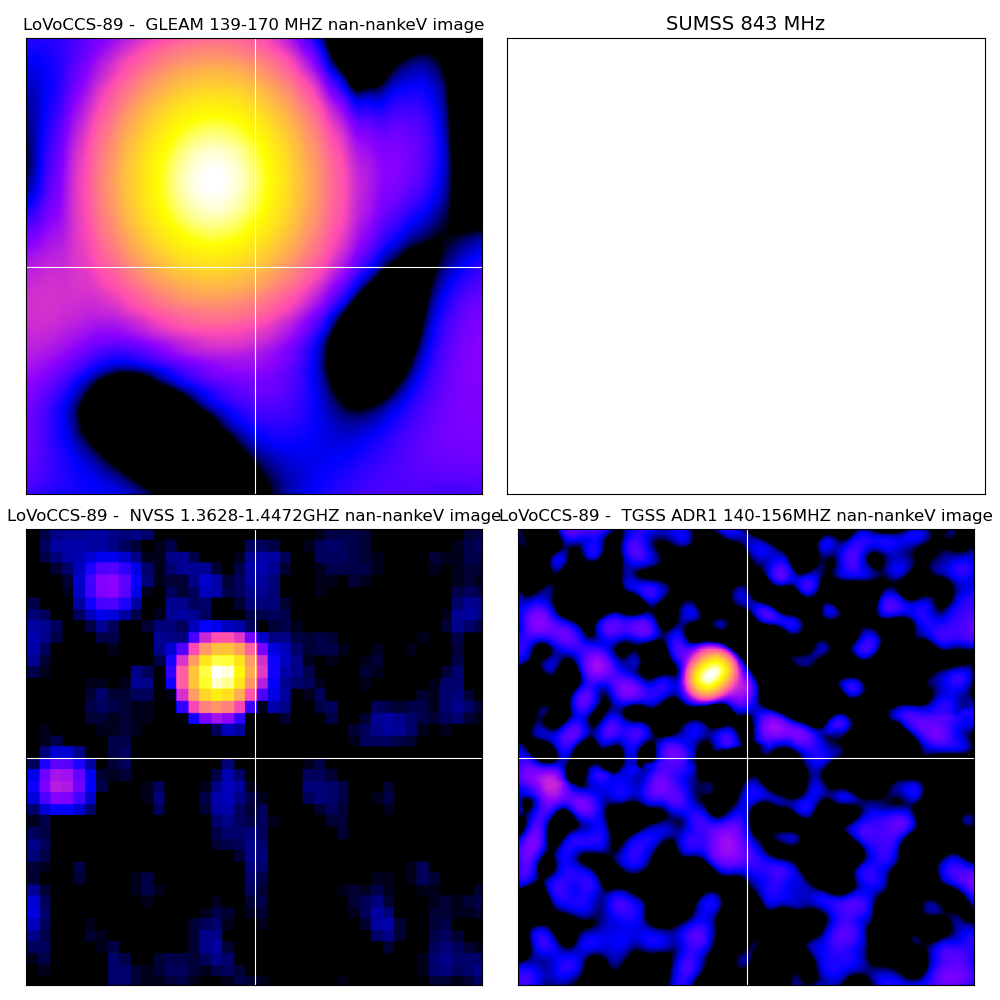 LoVoCCS-89 -  GLEAM 139-170 MHZ nan-nankeV image
SUMSS 843 MHz
LoVoCCS-89 -  NVSS 1.3628-1.4472GHZ nan-nankeV image
LoVoCCS-89 -  TGSS ADR1 140-156MHZ nan-nankeV image